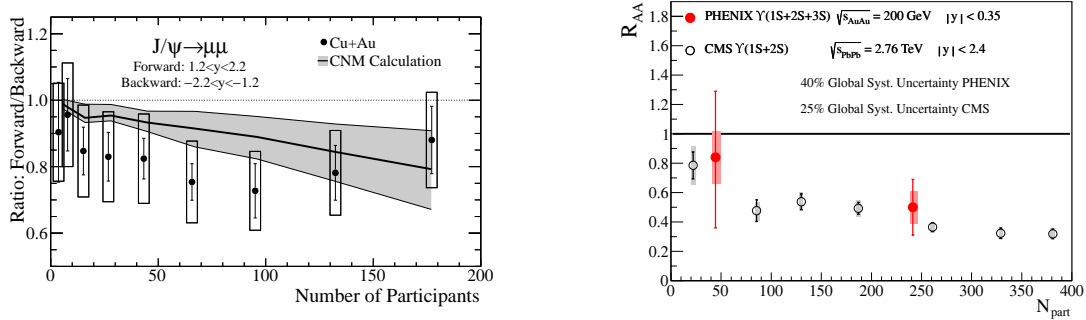 J/ψ→μμ
Forward: 1.2<y<2.2
Backward: −2.2<y<−1.2
Cu+Au
CNM Calculation
Ratio: Forward/Backward
1.2
1.0
0.8
0.6
0 50 100 150 200
Number of Participants
R_AA
PHENIX ϒ(1S+2S+3S) √s_AuAu = 200 GeV |y| < 0.35
CMS ϒ(1S+2S) √s_PbPb = 2.76 TeV |y| < 2.4
40% Global Syst. Uncertainty PHENIX
25% Global Syst. Uncertainty CMS
1.8
1.6
1.4
1.2
1
0.8
0.6
0.4
0.2
0
0 50 100 150 200 250 300 350 400
N_part